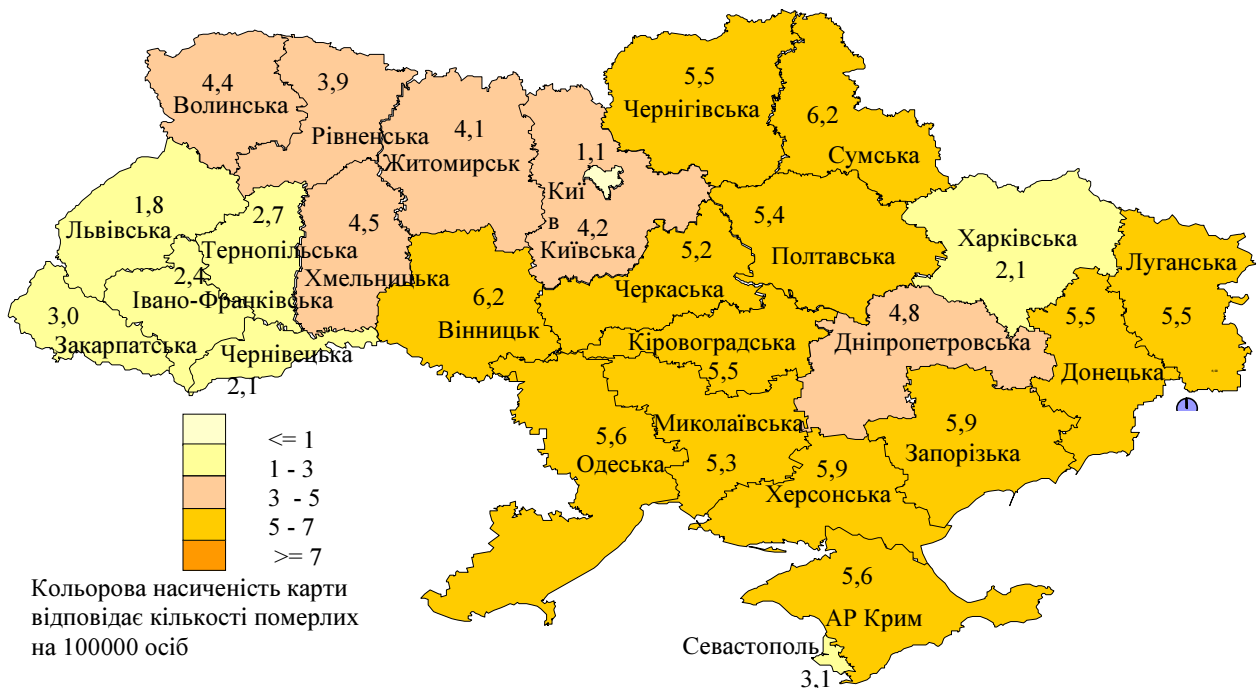 4,4
Волинська
3,9
Рівненська
4,1
Житомирськ
1,1
Киї
в
4,2
Київська
5,5
Чернігівська
6,2
Сумська
1,8
Львівська
2,7
Тернопільська
4,5
Хмельницька
2,4
Івано-Франківська
3,0
Закарпатська
Чернівецька
2,1
6,2
Вінницьк
5,2
Черкаська
5,4
Полтавська
Харківська
2,1
Луганська
5,5
5,5
Донецька
4,8
Дніпропетровська
Кіровоградська
5,5
Миколаївська
5,3
5,6
Одеська
5,9
Херсонська
5,9
Запорізька
5,6
АР Крим
Севастополь
3,1
<= 1
1 - 3
3 - 5
5 - 7
>= 7
Кольорова насиченість карти
відповідає кількості померлих
на 100000 осіб